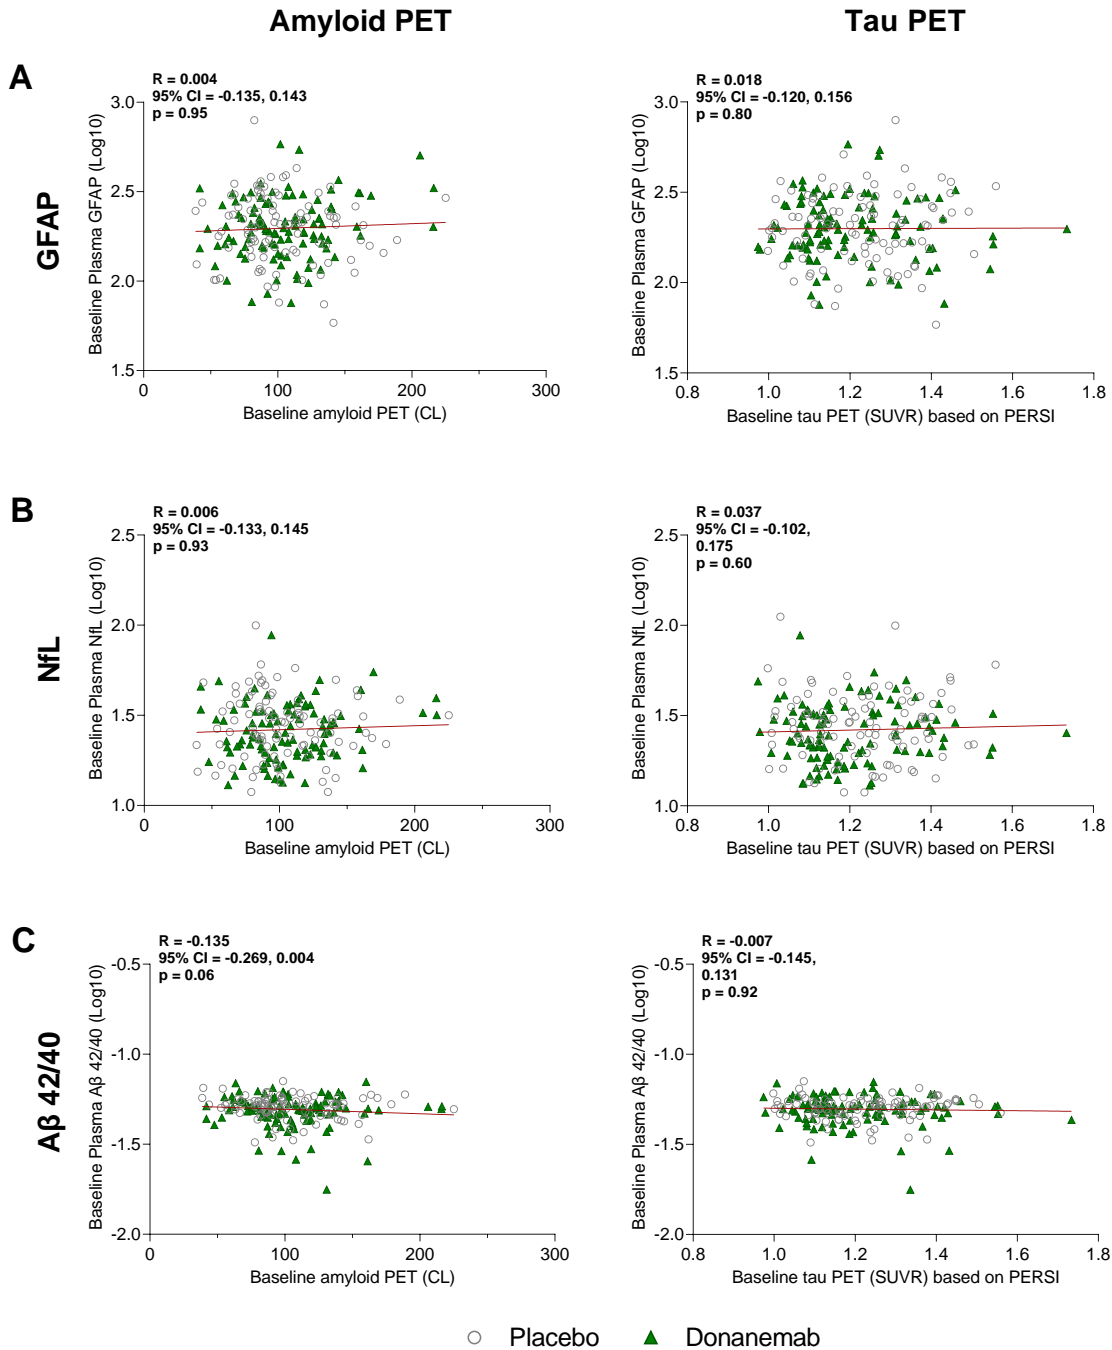 Amyloid PET
Tau PET
A
GFAP
R = 0.004
95% CI = -0.135, 0.143
p = 0.95
Baseline Plasma GFAP (Log10)
3.0
2.5
2.0
1.5
0
100
200
300
Baseline amyloid PET (CL)
R = 0.018
95% CI = -0.120, 0.156
p = 0.80
Baseline Plasma GFAP (Log10)
3.0
2.5
2.0
1.5
0.8
1.0
1.2
1.4
1.6
1.8
Baseline tau PET (SUVR) based on PERSI
B
NfL
R = 0.006
95% CI = -0.133, 0.145
p = 0.93
Baseline Plasma NfL (Log10)
2.5
2.0
1.5
1.0
0
100
200
300
Baseline amyloid PET (CL)
R = 0.037
95% CI = -0.102,
0.175
p = 0.60
Baseline Plasma NfL (Log10)
2.5
2.0
1.5
1.0
0.8
1.0
1.2
1.4
1.6
1.8
Baseline tau PET (SUVR) based on PERSI
C
Aβ 42/40
R = -0.135
95% CI = -0.269, 0.004
p = 0.06
Baseline Plasma Aβ 42/40 (Log10)
-0.5
-1.0
-1.5
-2.0
0
100
200
300
Baseline amyloid PET (CL)
R = -0.007
95% CI = -0.145,
0.131
p = 0.92
Baseline Plasma Aβ 42/40 (Log10)
-0.5
-1.0
-1.5
-2.0
0.8
1.0
1.2
1.4
1.6
1.8
Baseline tau PET (SUVR) based on PERSI
Placebo
Donanemab